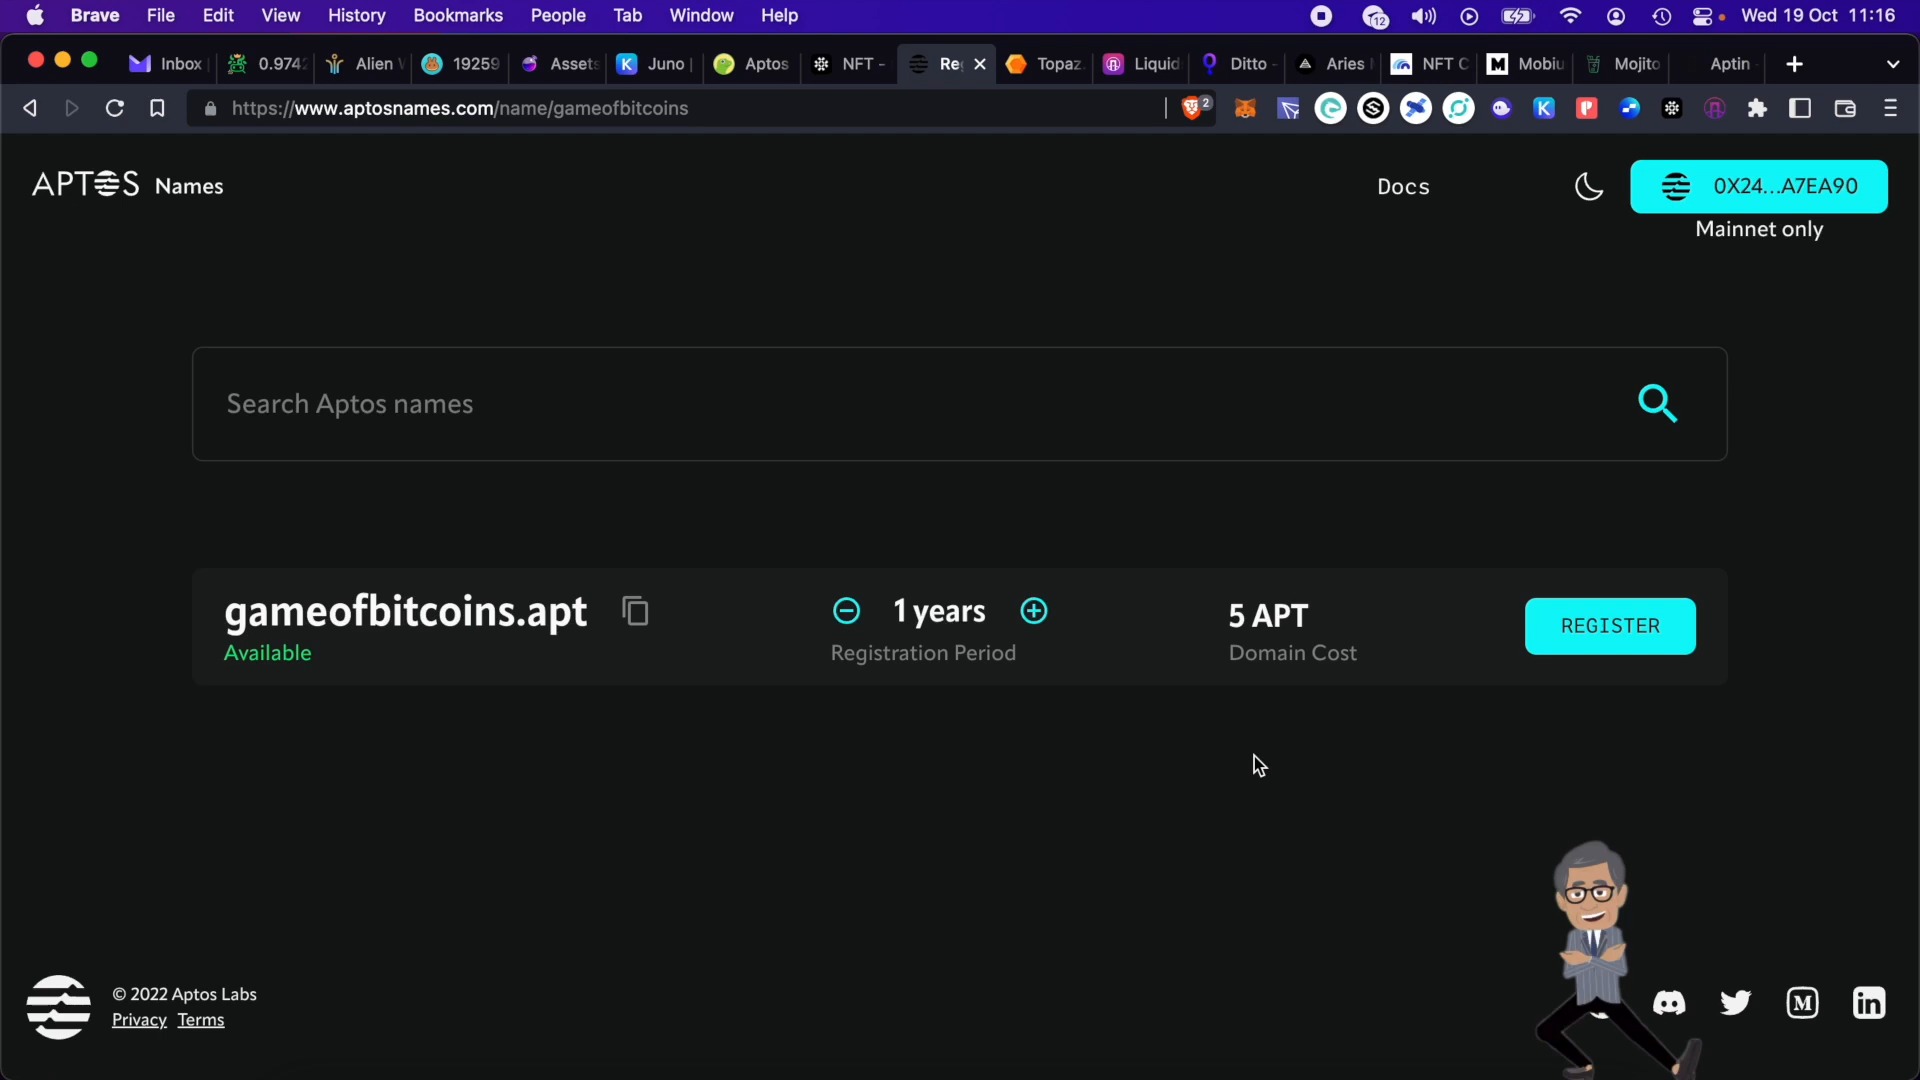 Brave File Edit View History Bookmarks People Tab Window Help 12 Wed 19 Oct 11:16
Inbox 0.974 Alien 19259 Assets K Juno Aptos NFT - Re Topaz. Liquid Ditto - Aries NFT C M Mobiu Mojito Aptin
https://www.aptosnames.com/name/gameofbitcoins 2
APTOS Names Docs 0X24...A7EA90
Mainnet only
Search Aptos names
gameofbitcoins.apt 1 years 5 APT REGISTER
Available Registration Period Domain Cost
© 2022 Aptos Labs
Privacy Terms